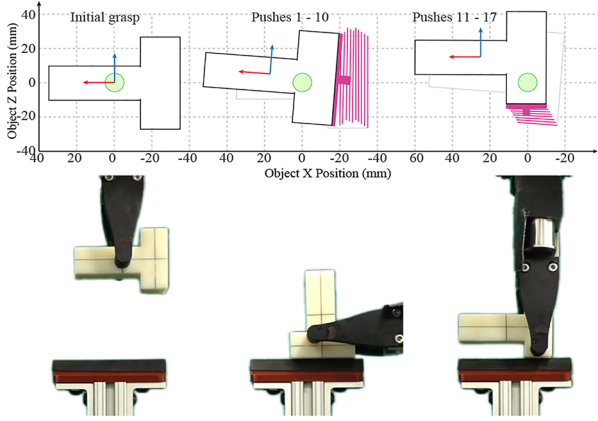 Initial grasp
Pushes 1 - 10
Pushes 11 - 17
Object Z Position (mm)
40
20
0
-20
-40
40 20 0 -20 40 20 0 -20 -40 60 40 20 0 -20
Object X Position (mm)